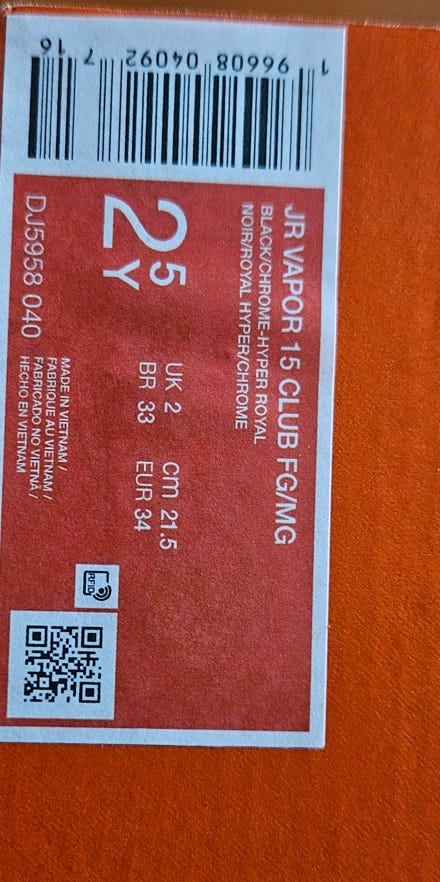 1 96608 04092 7 16
JR VAPOR 15 CLUB FG/MG
BLACK/CHROME-HYPER ROYAL
NOIR/ROYAL HYPER/CHROME
2 5 Y
UK 2 cm 21.5
BR 33 EUR 34
DJ5958 040
MADE IN VIETNAM /
FABRIQUE AU VIETNAM /
FABRICADO NO VIETNÃ /
HECHO EN VIETNAM
RFID